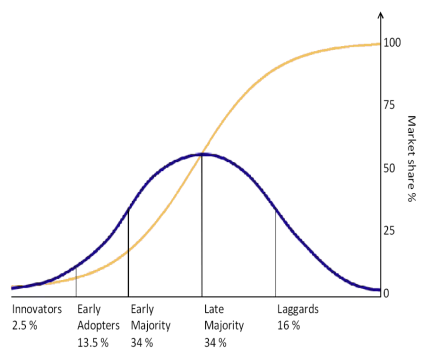 100
75
50
25
0
Market share %
Innovators
2.5 %
Early
Adopters
13.5 %
Early
Majority
34 %
Late
Majority
34 %
Laggards
16 %